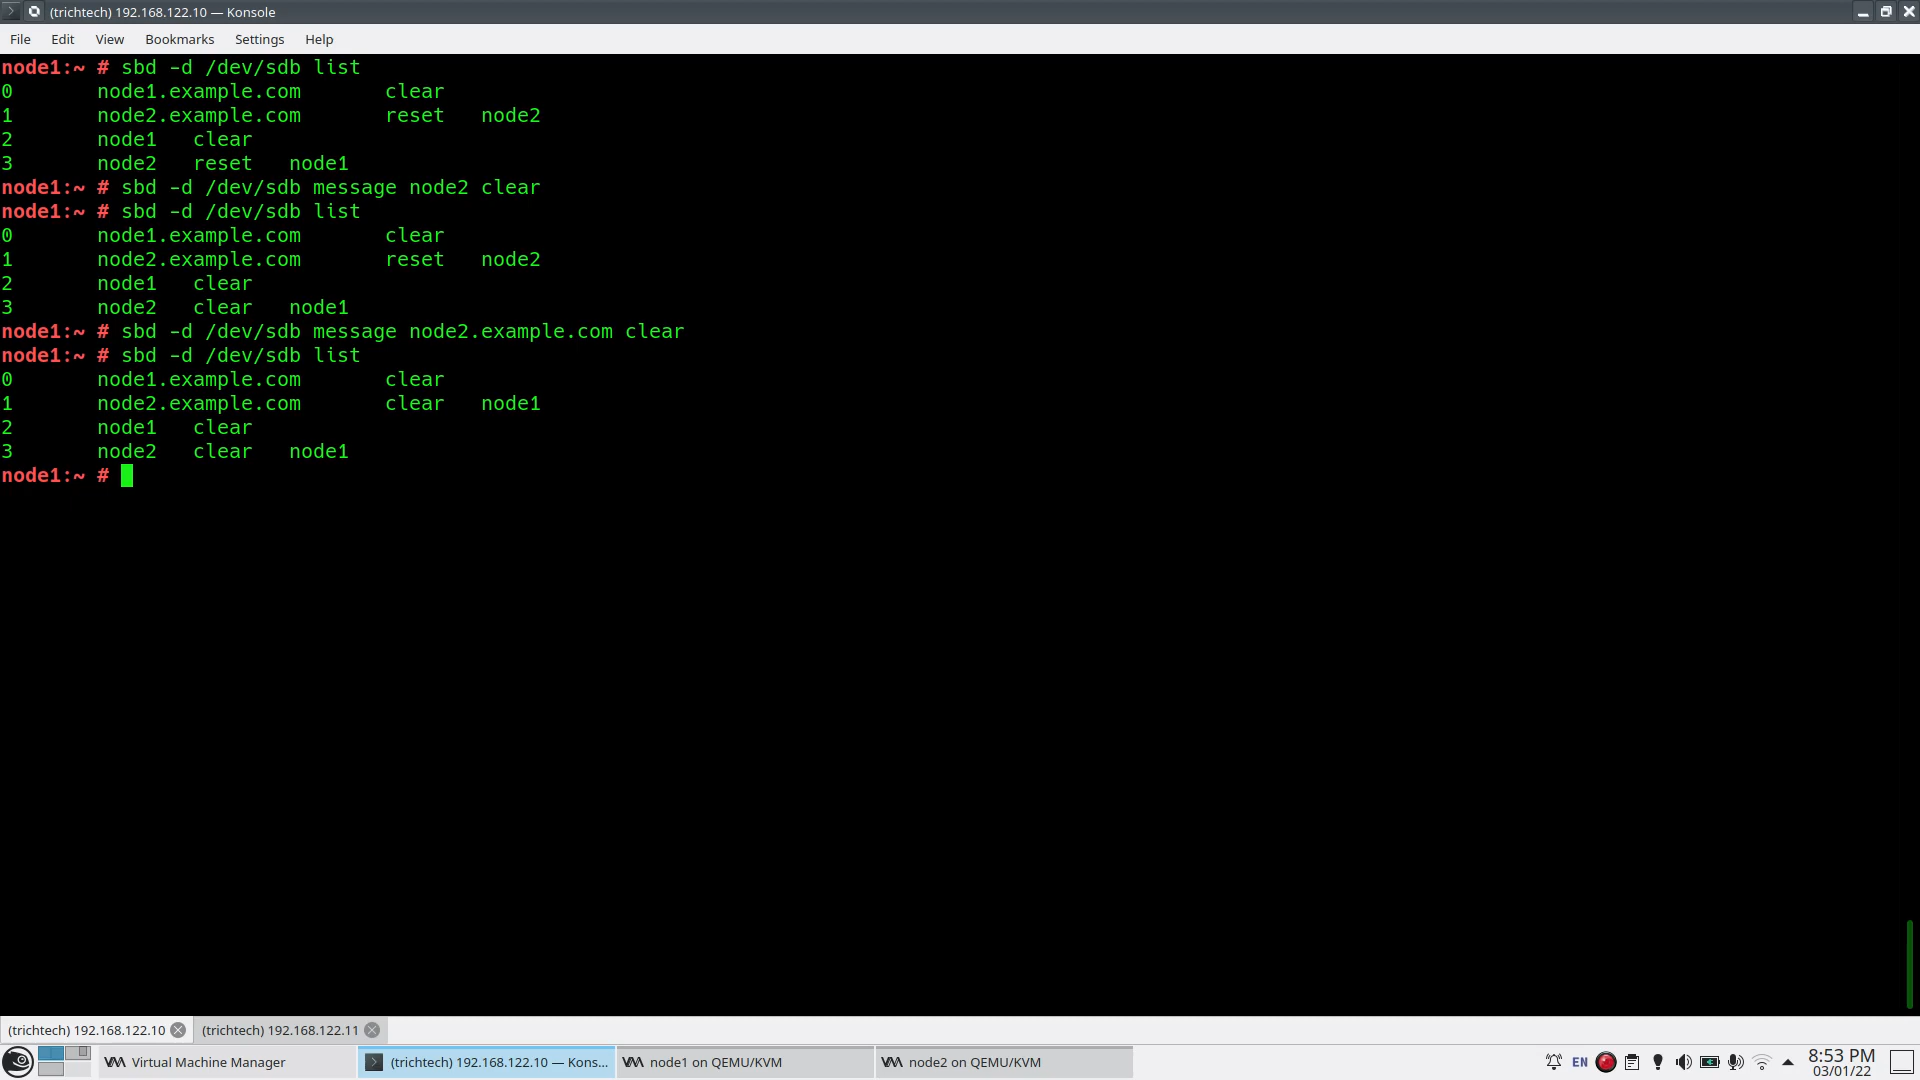 (trichtech) 192.168.122.10 — Konsole
File Edit View Bookmarks Settings Help
node1:~ # sbd -d /dev/sdb list
0 node1.example.com clear
1 node2.example.com reset node2
2 node1 clear
3 node2 reset node1
node1:~ # sbd -d /dev/sdb message node2 clear
node1:~ # sbd -d /dev/sdb list
0 node1.example.com clear
1 node2.example.com reset node2
2 node1 clear
3 node2 clear node1
node1:~ # sbd -d /dev/sdb message node2.example.com clear
node1:~ # sbd -d /dev/sdb list
0 node1.example.com clear
1 node2.example.com clear node1
2 node1 clear
3 node2 clear node1
node1:~ #
(trichtech) 192.168.122.10 (trichtech) 192.168.122.11
Virtual Machine Manager (trichtech) 192.168.122.10 — Kons... node1 on QEMU/KVM node2 on QEMU/KVM EN 8:53 PM
03/01/22